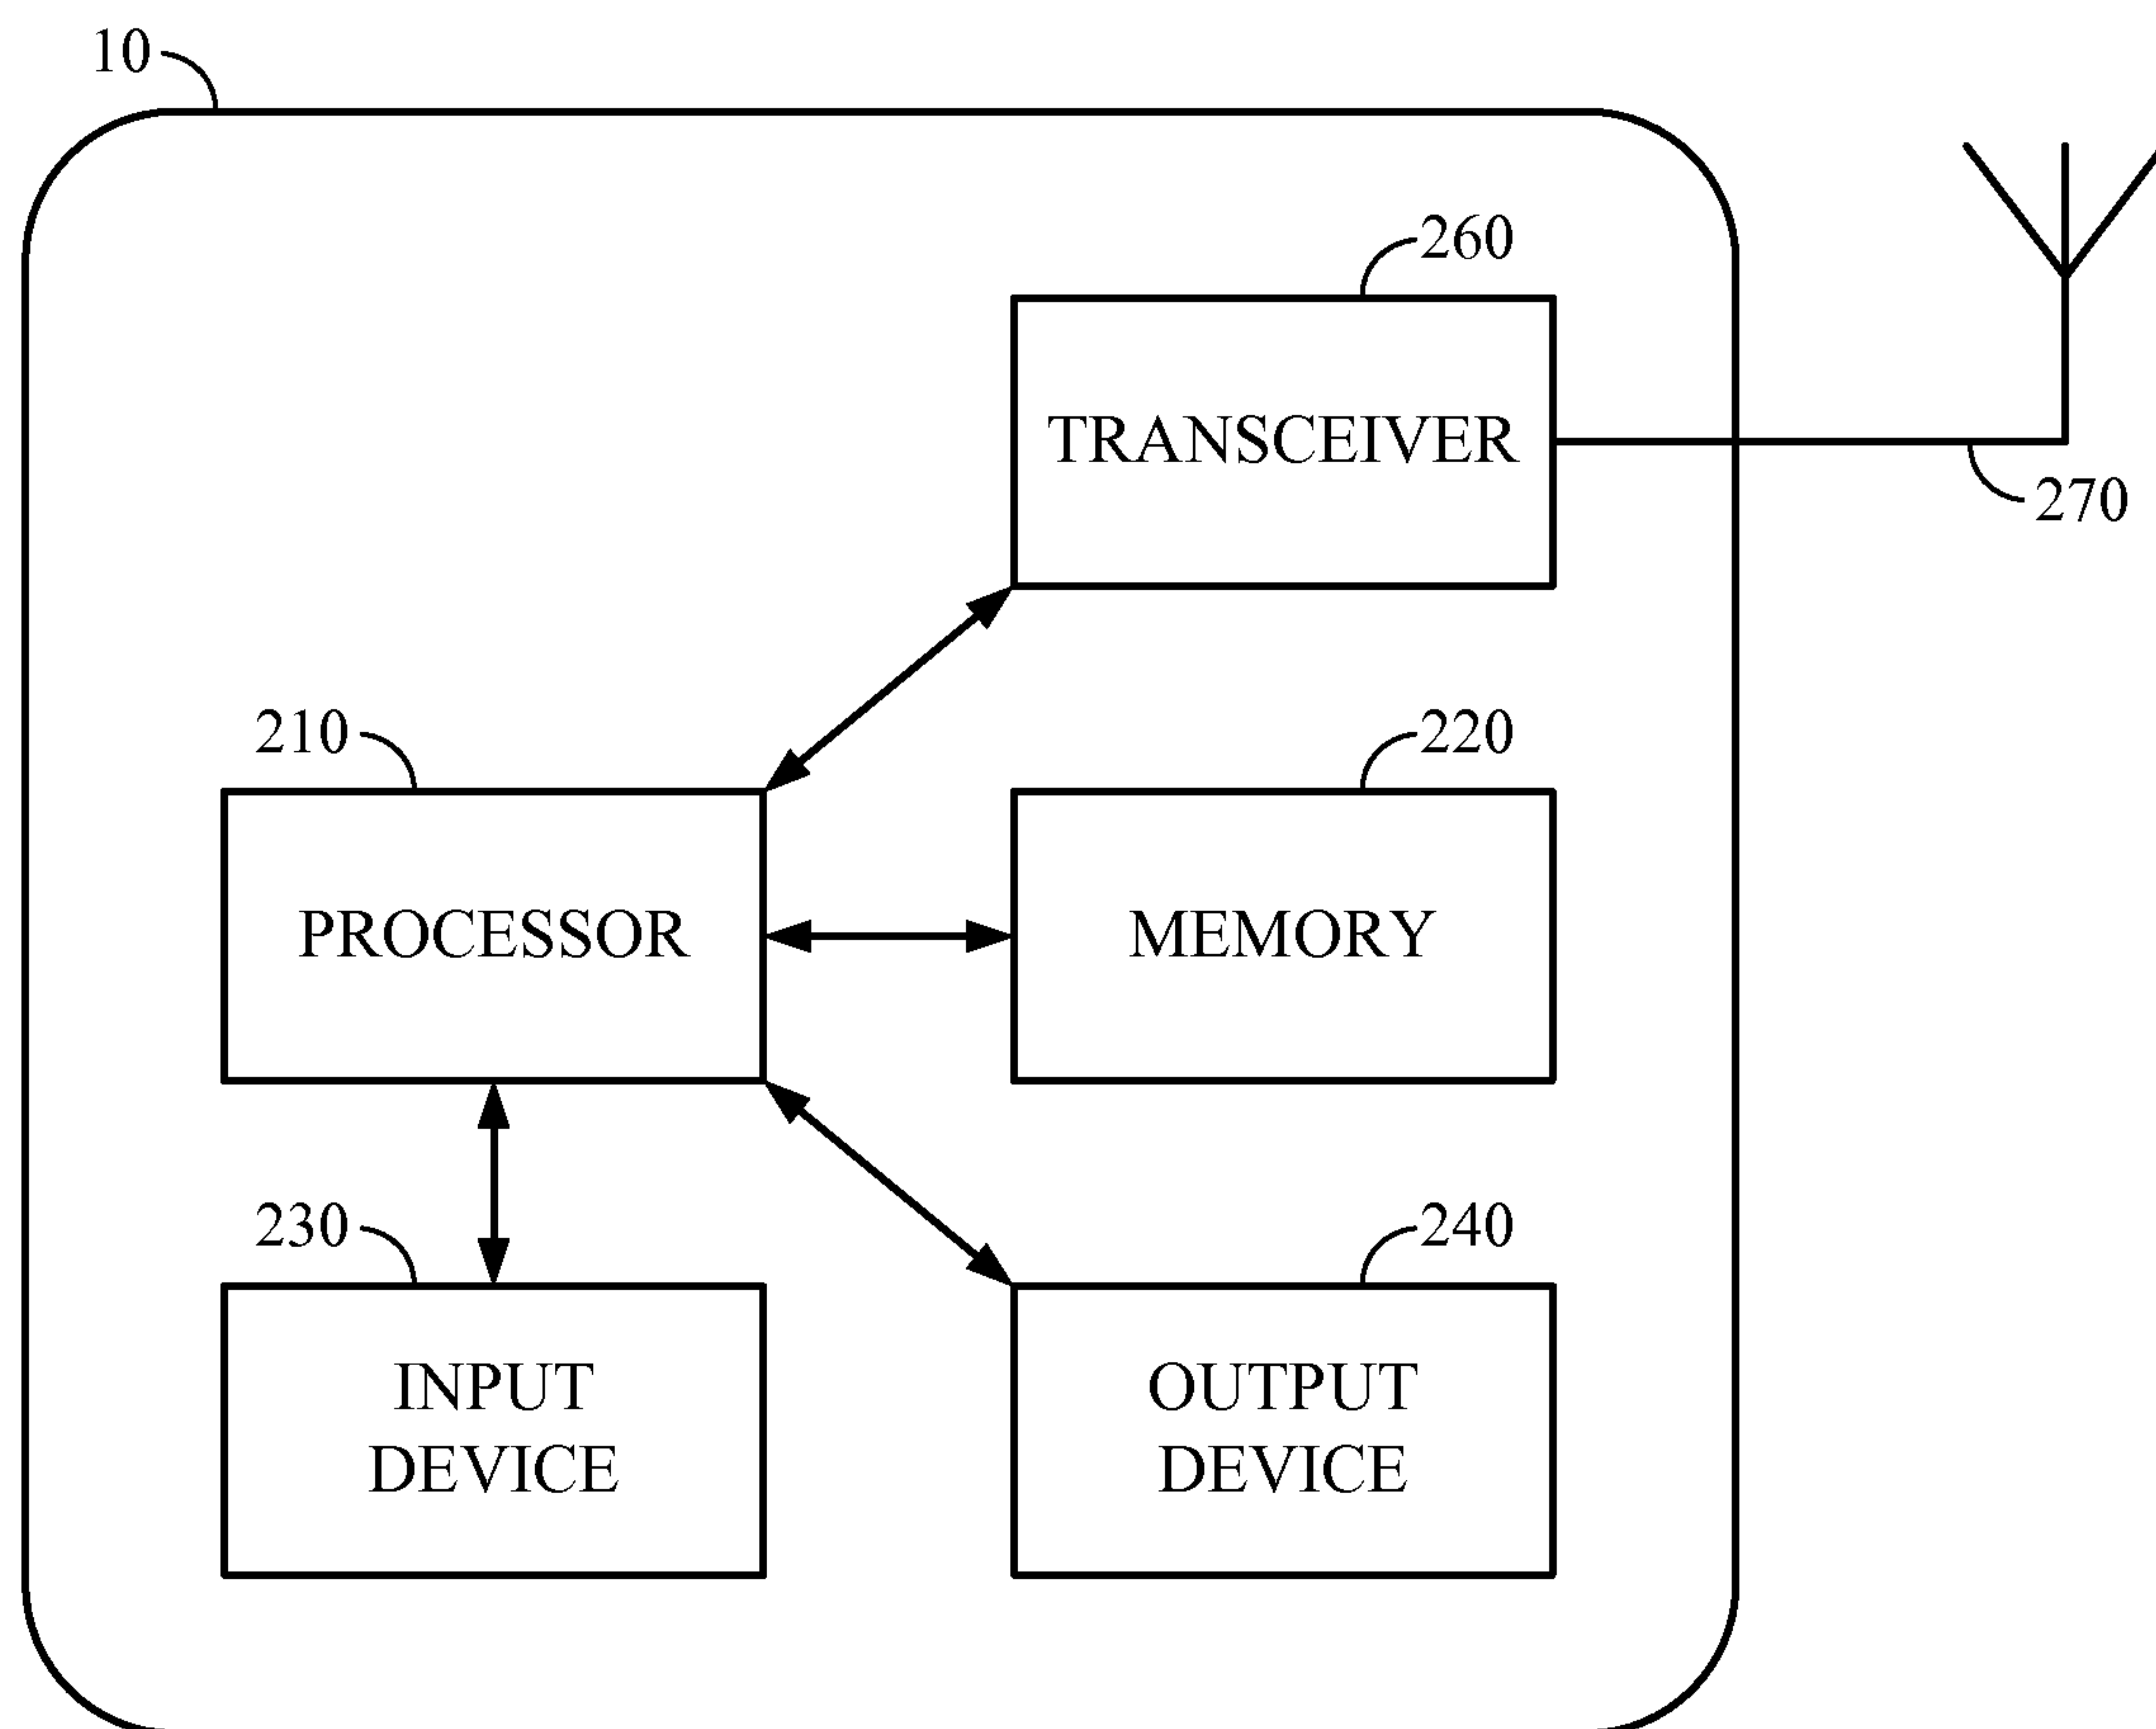 10
260
TRANSCEIVER
270
210
220
PROCESSOR
MEMORY
230
240
INPUT
DEVICE
OUTPUT
DEVICE